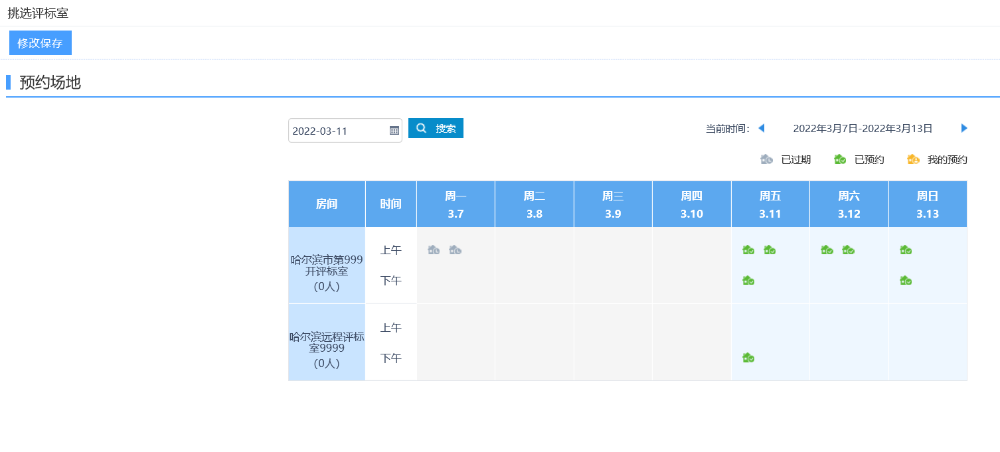 挑选评标室
修改保存
预约场地
2022-03-11
搜索
当前时间：
2022年3月7日-2022年3月13日
已过期
已预约
我的预约
房间
时间
周一
3.7
周二
3.8
周三
3.9
周四
3.10
周五
3.11
周六
3.12
周日
3.13
哈尔滨市第999
开评标室
(0人)
上午
下午
哈尔滨远程评标
室9999
(0人)
上午
下午